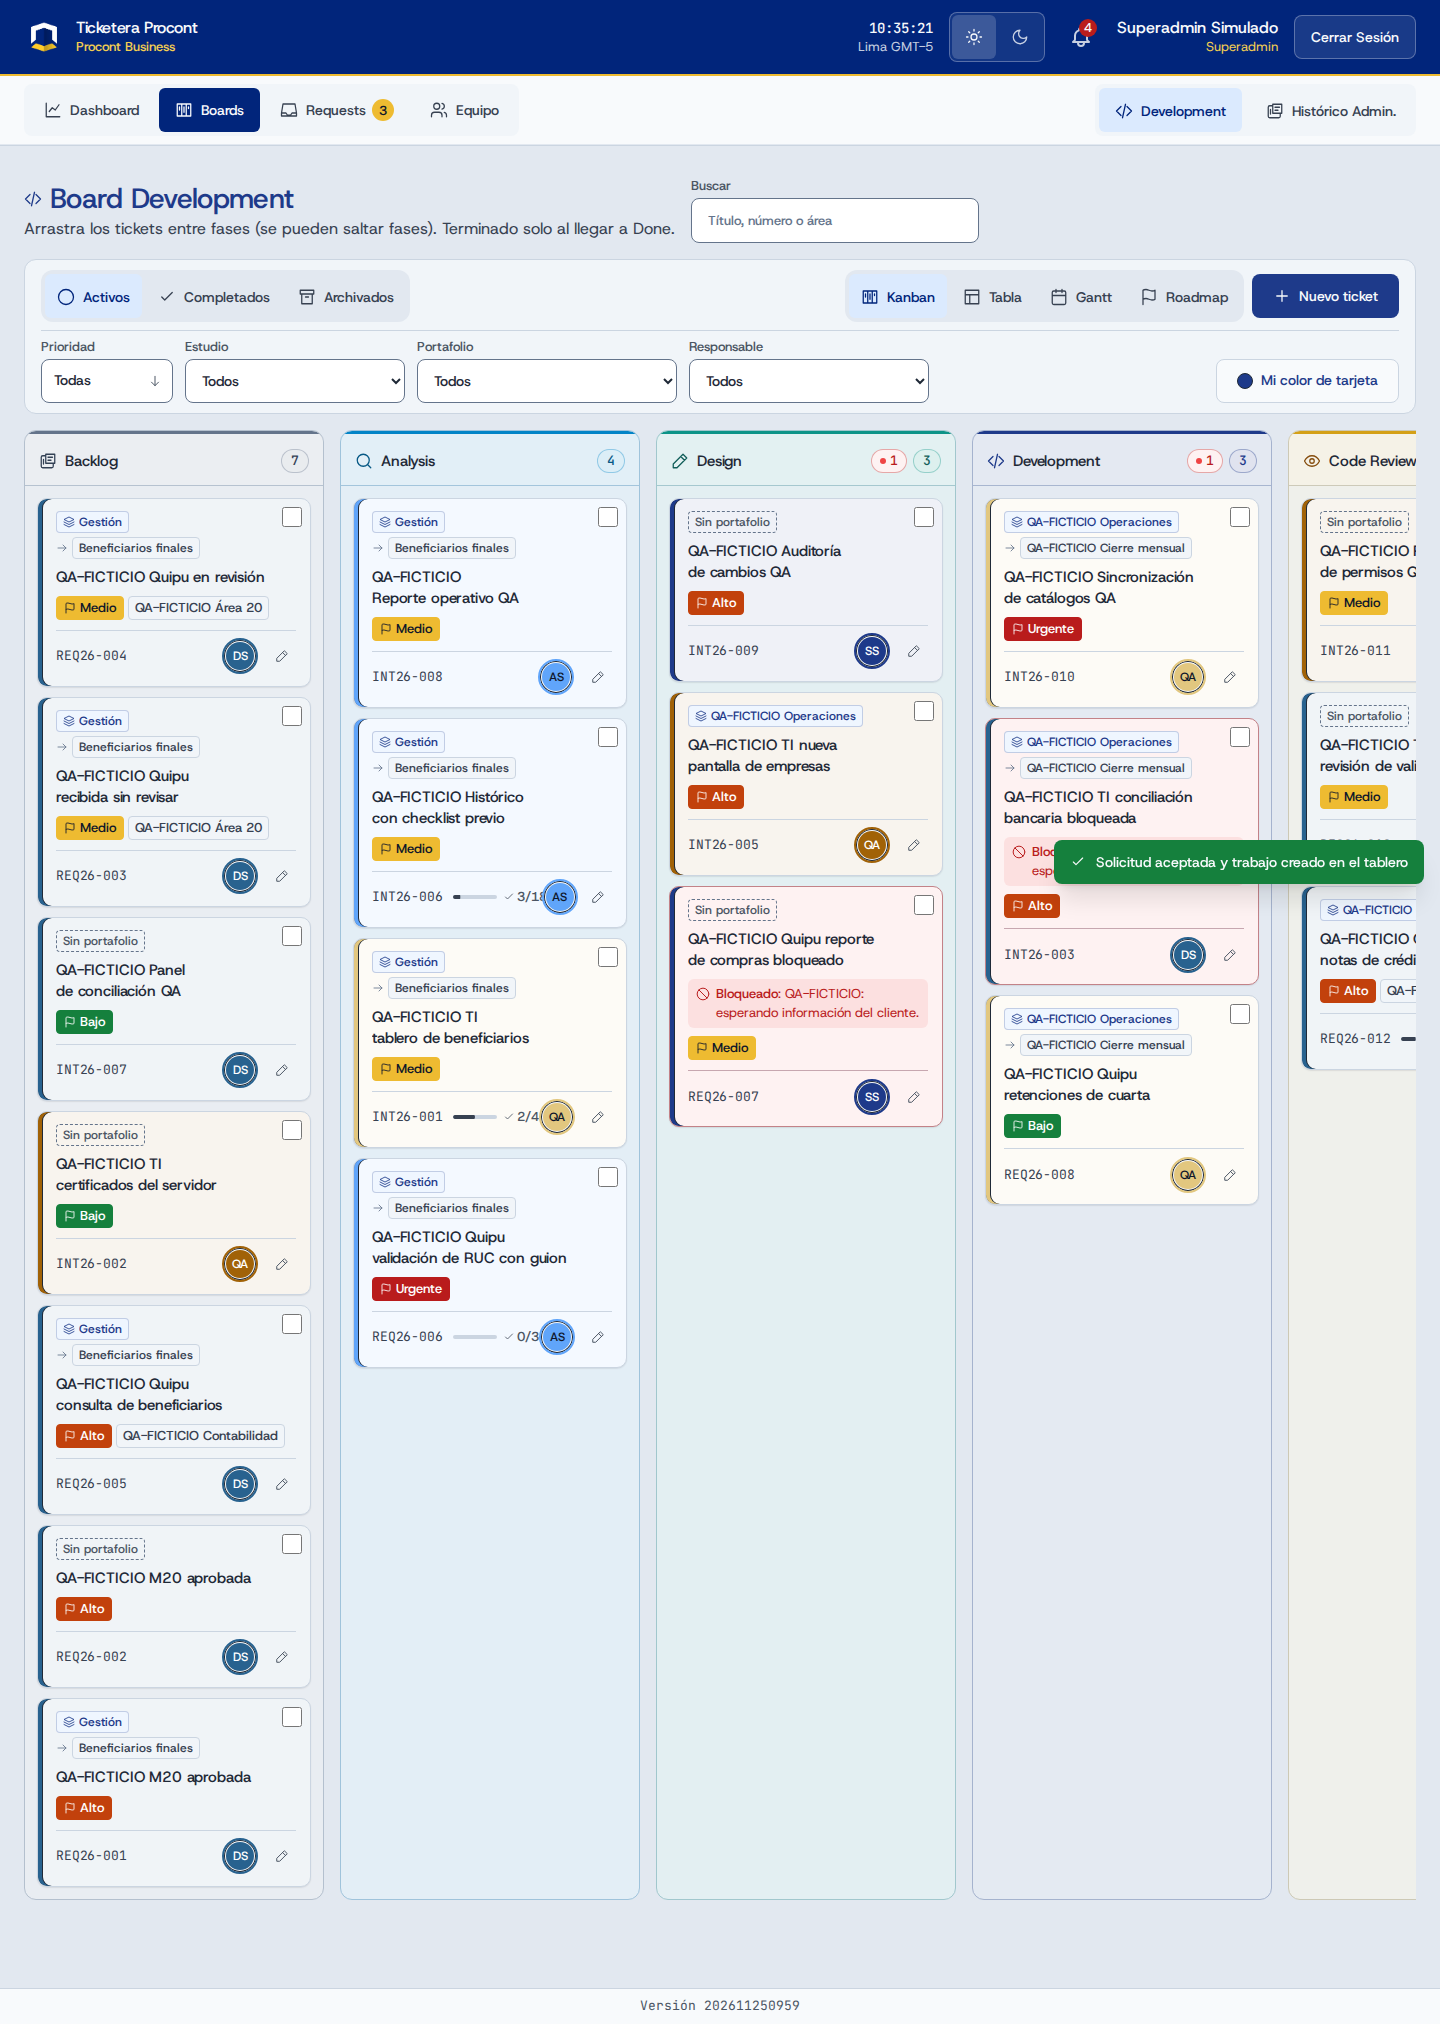 Ticketera Procont
Procont Business
10:35:21
Lima GMT-5
4
Superadmin Simulado
Superadmin
Cerrar Sesión
Dashboard
Boards
Requests 3
Equipo
Development
Histórico Admin.
Board Development
Arrastra los tickets entre fases (se pueden saltar fases). Terminado solo al llegar a Done.
Buscar
Título, número o área
Activos
Completados
Archivados
Kanban
Tabla
Gantt
Roadmap
Nuevo ticket
Prioridad
Todas
Estudio
Todos
Portafolio
Todos
Responsable
Todos
Mi color de tarjeta
Backlog 7
Gestión
Beneficiarios finales
QA-FICTICIO Quipu en revisión
Medio QA-FICTICIO Área 20
REQ26-004 DS
Gestión
Beneficiarios finales
QA-FICTICIO Quipu
recibida sin revisar
Medio QA-FICTICIO Área 20
REQ26-003 DS
Sin portafolio
QA-FICTICIO Panel
de conciliación QA
Bajo
INT26-007 DS
Sin portafolio
QA-FICTICIO TI
certificados del servidor
Bajo
INT26-002 QA
Gestión
Beneficiarios finales
QA-FICTICIO Quipu
consulta de beneficiarios
Alto QA-FICTICIO Contabilidad
REQ26-005 DS
Sin portafolio
QA-FICTICIO M20 aprobada
Alto
REQ26-002 DS
Gestión
Beneficiarios finales
QA-FICTICIO M20 aprobada
Alto
REQ26-001 DS
Analysis 4
Gestión
Beneficiarios finales
QA-FICTICIO
Reporte operativo QA
Medio
INT26-008 AS
Gestión
Beneficiarios finales
QA-FICTICIO Histórico
con checklist previo
Medio
INT26-006 3/18 AS
Gestión
Beneficiarios finales
QA-FICTICIO TI
tablero de beneficiarios
Medio
INT26-001 2/4 QA
Gestión
Beneficiarios finales
QA-FICTICIO Quipu
validación de RUC con guion
Urgente
REQ26-006 0/3 AS
Design 1 3
Sin portafolio
QA-FICTICIO Auditoría
de cambios QA
Alto
INT26-009 SS
QA-FICTICIO Operaciones
QA-FICTICIO TI nueva
pantalla de empresas
Alto
INT26-005 QA
Sin portafolio
QA-FICTICIO Quipu reporte
de compras bloqueado
Bloqueado: QA-FICTICIO:
esperando información del cliente.
Medio
REQ26-007 SS
Development 1 3
QA-FICTICIO Operaciones
QA-FICTICIO Cierre mensual
QA-FICTICIO Sincronización
de catálogos QA
Urgente
INT26-010 QA
QA-FICTICIO Operaciones
QA-FICTICIO Cierre mensual
QA-FICTICIO TI conciliación
bancaria bloqueada
Solicitud aceptada y trabajo creado en el tablero
Alto
INT26-003 DS
QA-FICTICIO Operaciones
QA-FICTICIO Cierre mensual
QA-FICTICIO Quipu
retenciones de cuarta
Bajo
REQ26-008 QA
Code Review
Sin portafolio
QA-FICTICIO
de permisos
Medio
INT26-011
Sin portafolio
QA-FICTICIO
revisión de
Medio
QA-FICTICIO
QA-FICTICIO
notas de
Alto
REQ26-012
Versión 202611250959